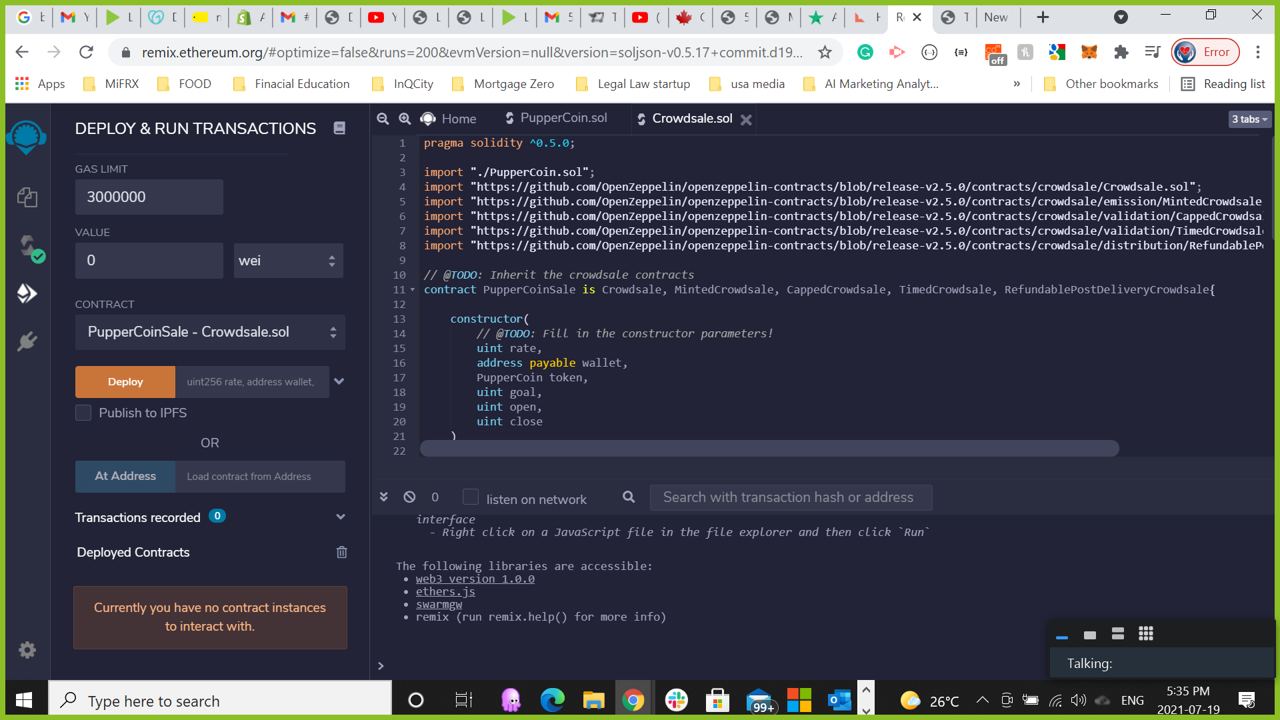 remix.ethereum.org/#optimize=false&runs=200&evmVersion=null&version=soljson-v0.5.17+commit.d19...
off
Error
Apps
MiFRX
FOOD
Finacial Education
InQCity
Mortgage Zero
Legal Law startup
usa media
AI Marketing Analyt...
»
Other bookmarks
Reading list
New
DEPLOY & RUN TRANSACTIONS
GAS LIMIT
3000000
VALUE
0
wei
CONTRACT
PupperCoinSale - Crowdsale.sol
Deploy
uint256 rate, address wallet,
Publish to IPFS
OR
At Address
Load contract from Address
Transactions recorded 0
Deployed Contracts
Currently you have no contract instances
to interact with.
Home
PupperCoin.sol
Crowdsale.sol
3 tabs
1 pragma solidity ^0.5.0;
2
3 import "./PupperCoin.sol";
4 import "https://github.com/OpenZeppelin/openzeppelin-contracts/blob/release-v2.5.0/contracts/crowdsale/Crowdsale.sol";
5 import "https://github.com/OpenZeppelin/openzeppelin-contracts/blob/release-v2.5.0/contracts/crowdsale/emission/MintedCrowdsale
6 import "https://github.com/OpenZeppelin/openzeppelin-contracts/blob/release-v2.5.0/contracts/crowdsale/validation/CappedCrowdsa
7 import "https://github.com/OpenZeppelin/openzeppelin-contracts/blob/release-v2.5.0/contracts/crowdsale/validation/TimedCrowdsale
8 import "https://github.com/OpenZeppelin/openzeppelin-contracts/blob/release-v2.5.0/contracts/crowdsale/distribution/RefundableP
9
10 // @TODO: Inherit the crowdsale contracts
11 contract PupperCoinSale is Crowdsale, MintedCrowdsale, CappedCrowdsale, TimedCrowdsale, RefundablePostDeliveryCrowdsale{
12
13 constructor(
14 // @TODO: Fill in the constructor parameters!
15 uint rate,
16 address payable wallet,
17 PupperCoin token,
18 uint goal,
19 uint open,
20 uint close
21 )
22
0
listen on network
Search with transaction hash or address
interface
- Right click on a JavaScript file in the file explorer and then click `Run`
The following libraries are accessible:
• web3 version 1.0.0
• ethers.js
• swarmgw
• remix (run remix.help() for more info)
>
Talking:
Type here to search
99+
26°C
ENG
5:35 PM
2021-07-19